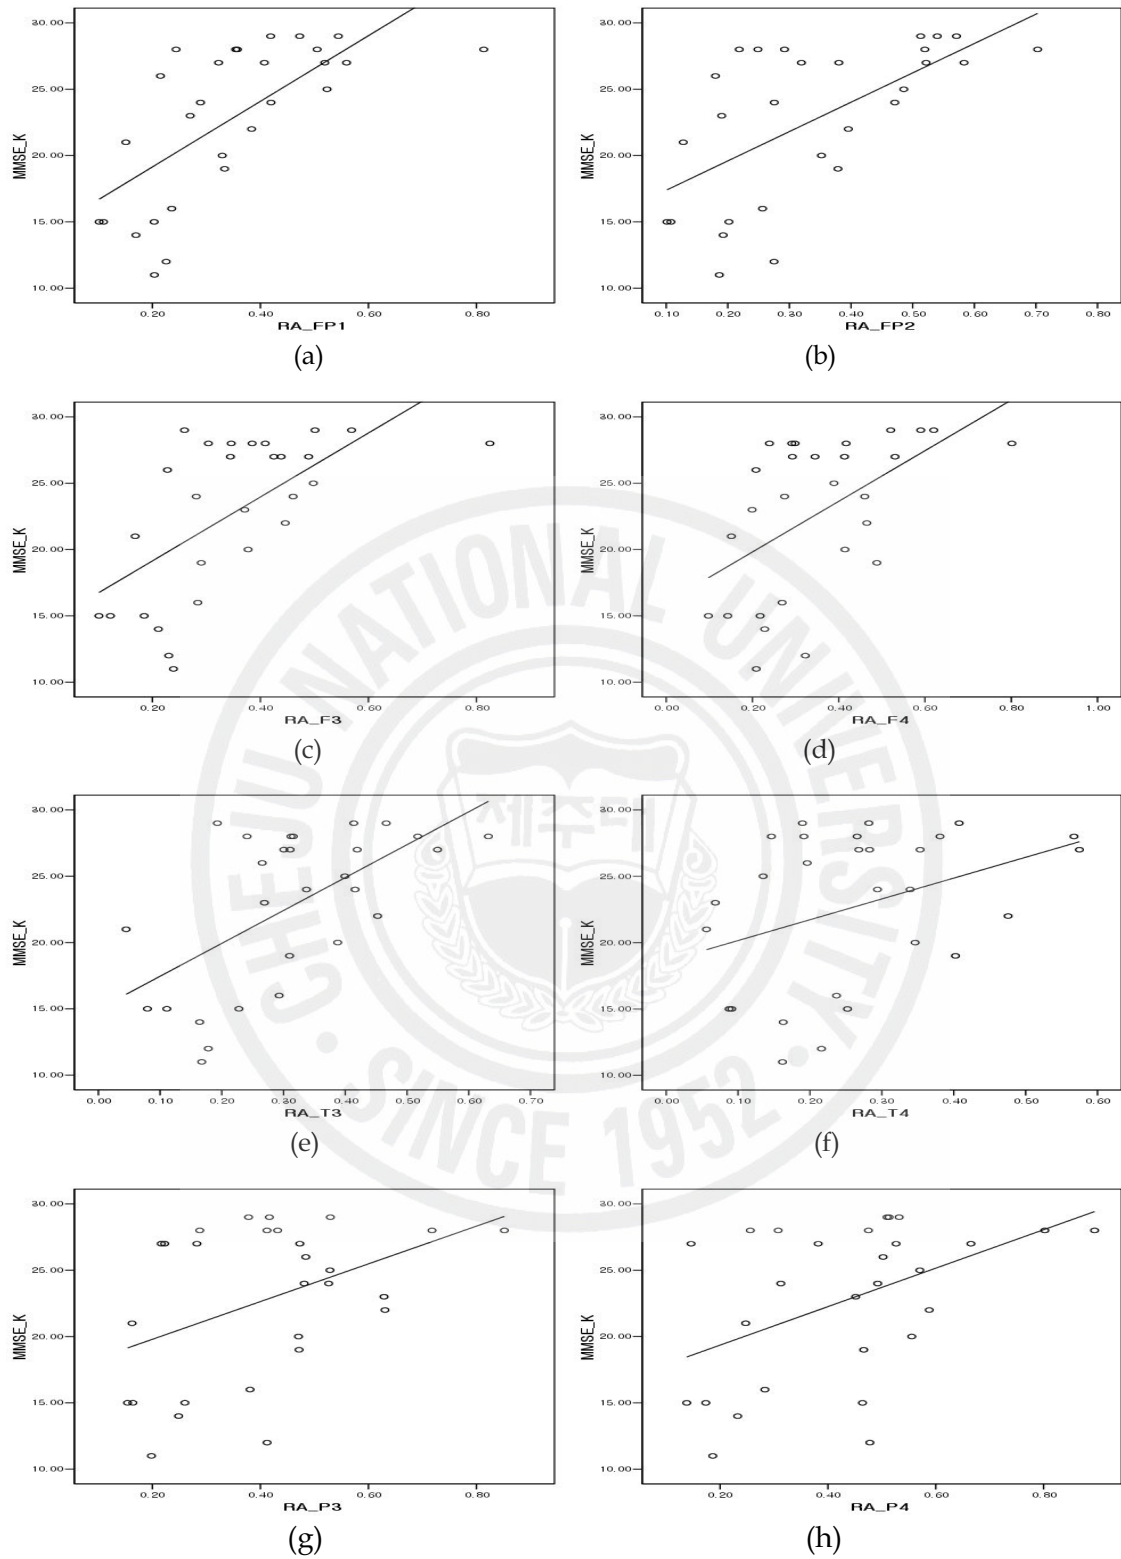 30.00
25.00
20.00
15.00
10.00
MMSE_K
0.20 0.40 0.60 0.80
RA_FP1
(a)
30.00
25.00
20.00
15.00
10.00
MMSE_K
0.10 0.20 0.30 0.40 0.50 0.60 0.70 0.80
RA_FP2
(b)
30.00
25.00
20.00
15.00
10.00
MMSE_K
0.20 0.40 0.60 0.80
RA_F3
(c)
30.00
25.00
20.00
15.00
10.00
MMSE_K
0.00 0.20 0.40 0.60 0.80 1.00
RA_F4
(d)
30.00
25.00
20.00
15.00
10.00
MMSE_K
0.00 0.10 0.20 0.30 0.40 0.50 0.60 0.70
RA_T3
(e)
30.00
25.00
20.00
15.00
10.00
MMSE_K
0.00 0.10 0.20 0.30 0.40 0.50 0.60
RA_T4
(f)
30.00
25.00
20.00
15.00
10.00
MMSE_K
0.20 0.40 0.60 0.80
RA_P3
(g)
30.00
25.00
20.00
15.00
10.00
MMSE_K
0.20 0.40 0.60 0.80
RA_P4
(h)
CHEJU NATIONAL UNIVERSITY
제주대
SINCE 1952